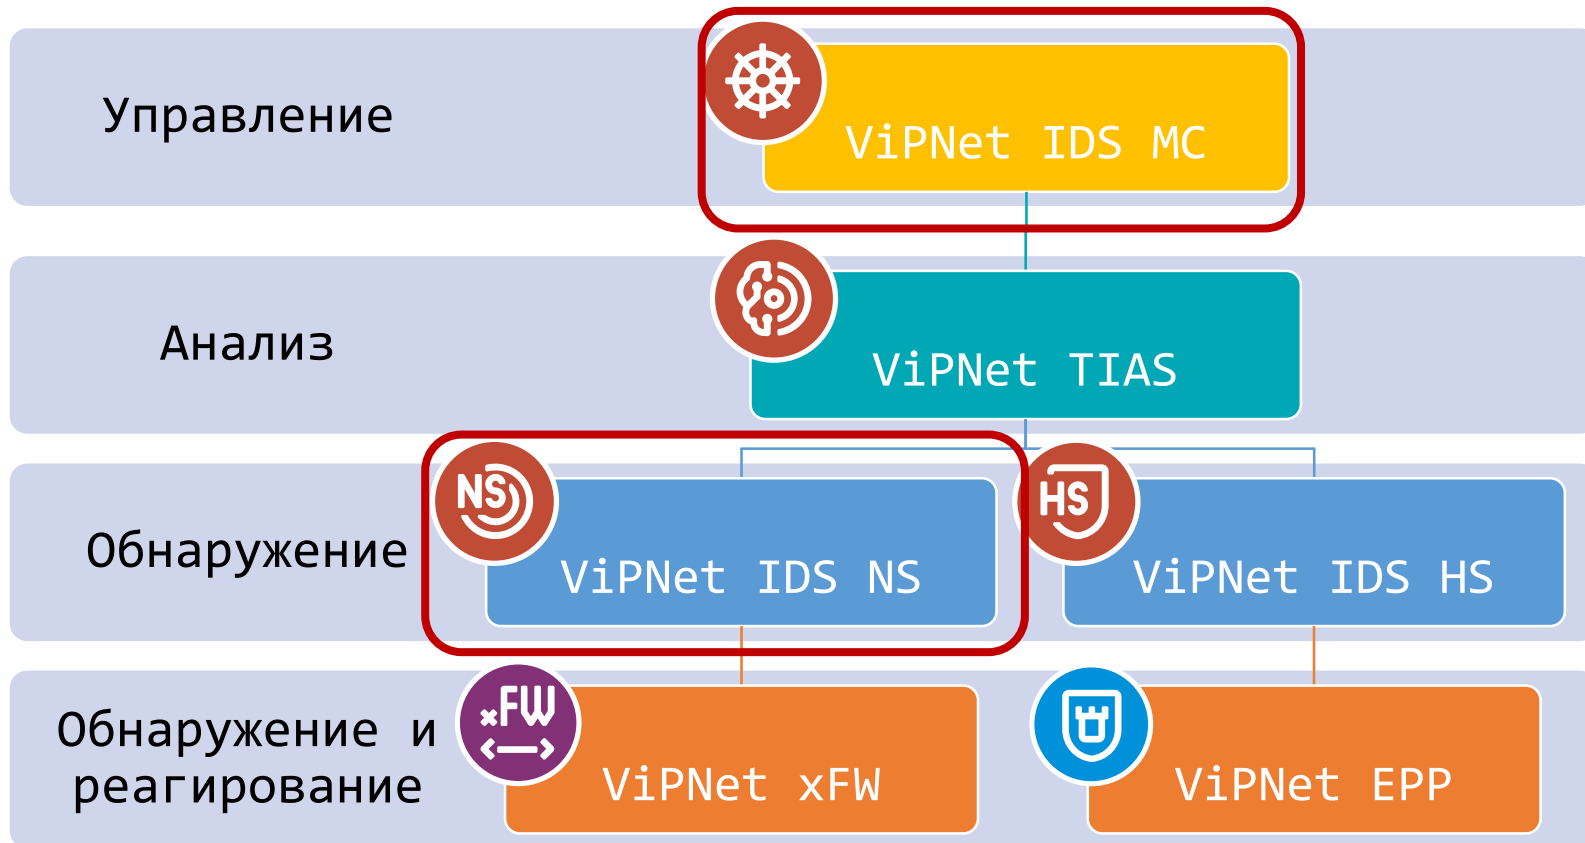 Управление
ViPNet IDS MC
Анализ
ViPNet TIAS
Обнаружение
NS
ViPNet IDS NS
HS
ViPNet IDS HS
Обнаружение и
реагирование
xFW
ViPNet xFW
ViPNet EPP